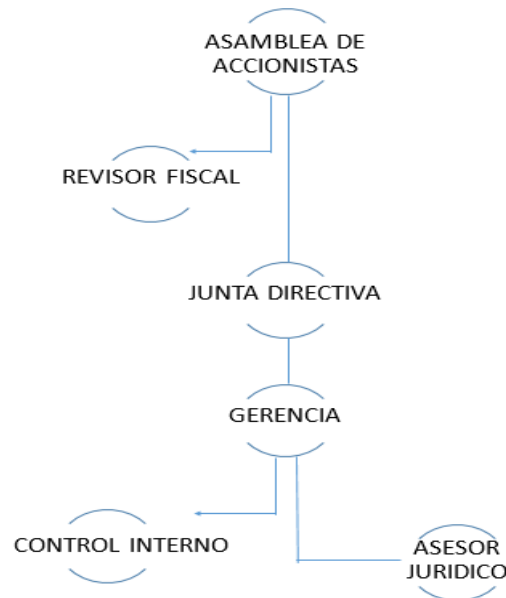 ASAMBLEA DE
ACCIONISTAS
REVISOR FISCAL
JUNTA DIRECTIVA
GERENCIA
CONTROL INTERNO
ASESOR
JURIDICO